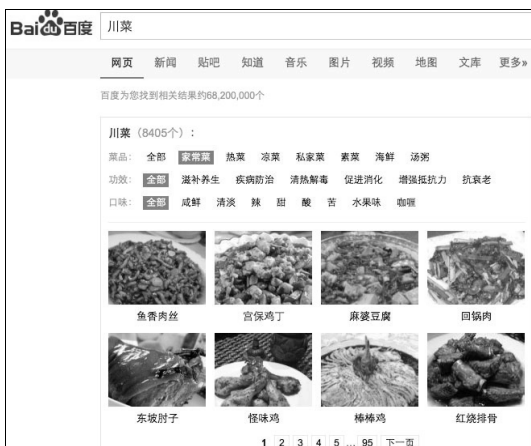 Baidu百度 川菜
网页 新闻 贴吧 知道 音乐 图片 视频 地图 文库 更多»
百度为您找到相关结果约68,200,000个
川菜（8405个）：
菜品： 全部 家常菜 热菜 凉菜 私家菜 素菜 海鲜 汤粥
功效： 全部 滋补养生 疾病防治 清热解毒 促进消化 增强抵抗力 抗衰老
口味： 全部 咸鲜 清淡 辣 甜 酸 苦 水果味 咖喱
鱼香肉丝 宫保鸡丁 麻婆豆腐 回锅肉
东坡肘子 怪味鸡 棒棒鸡 红烧排骨
1 2 3 4 5 ... 95 下一页